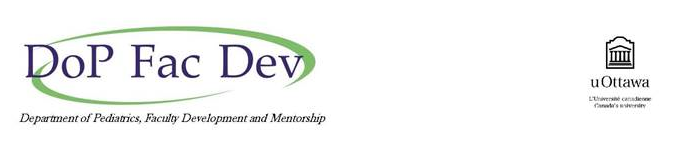 DoP Fac Dev
Department of Pediatrics, Faculty Development and Mentorship
uOttawa
L'Université canadienne
Canada's university